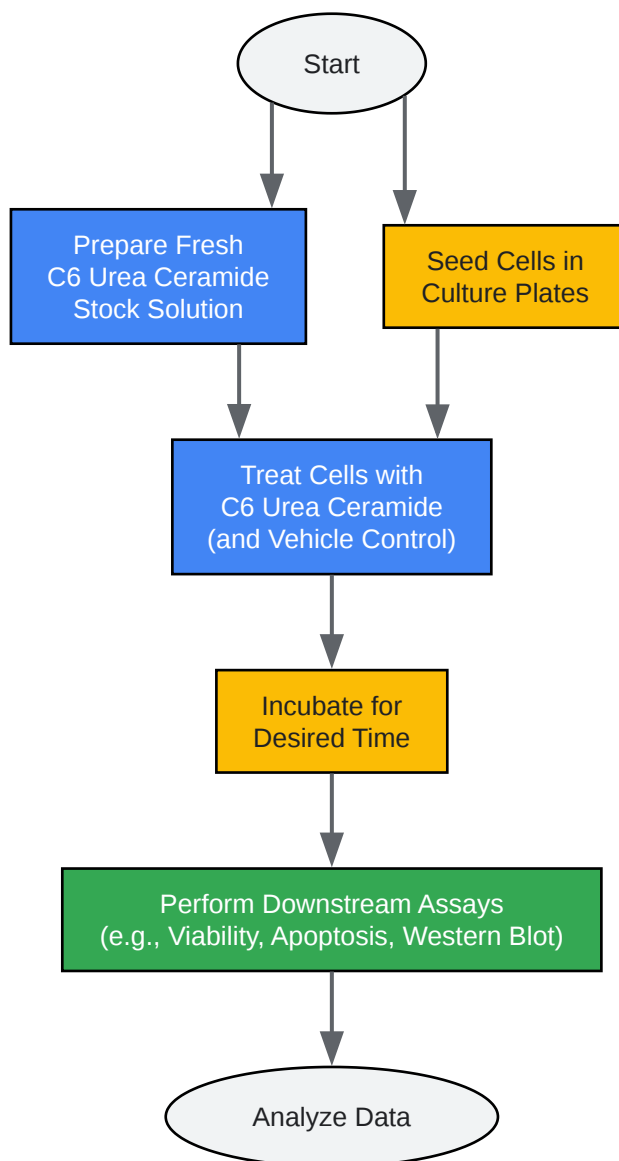 Start
Prepare Fresh
C6 Urea Ceramide
Stock Solution
Seed Cells in
Culture Plates
Treat Cells with
C6 Urea Ceramide
(and Vehicle Control)
Incubate for
Desired Time
Perform Downstream Assays
(e.g., Viability, Apoptosis, Western Blot)
Analyze Data